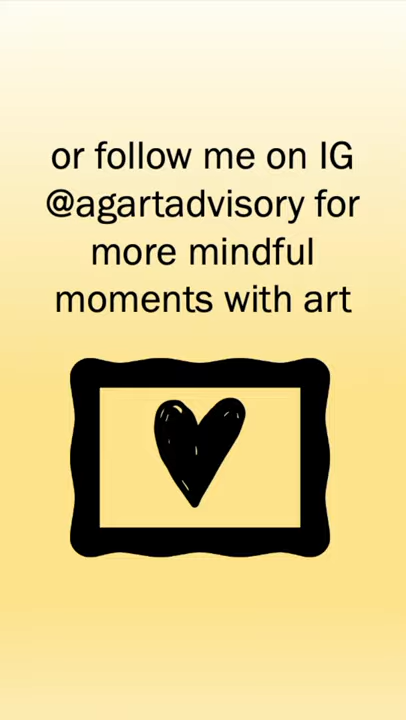 or follow me on IG
@agartadvisory for
more mindful
moments with art